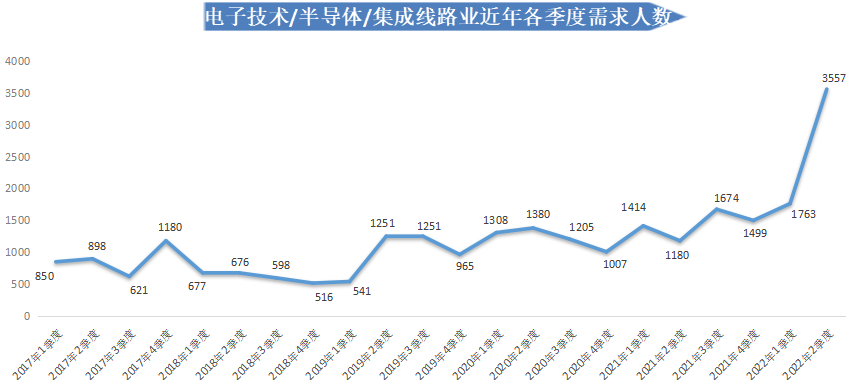 电子技术/半导体/集成线路业近年各季度需求人数
4000
3500
3000
2500
2000
1500
1000
500
0
850
898
621
1180
677
676
598
516
541
1251
1251
965
1308
1380
1205
1007
1414
1180
1674
1499
1763
3557
2017年1季度
2017年2季度
2017年3季度
2017年4季度
2018年1季度
2018年2季度
2018年3季度
2018年4季度
2019年1季度
2019年2季度
2019年3季度
2019年4季度
2020年1季度
2020年2季度
2020年3季度
2020年4季度
2021年1季度
2021年2季度
2021年3季度
2021年4季度
2022年1季度
2022年2季度